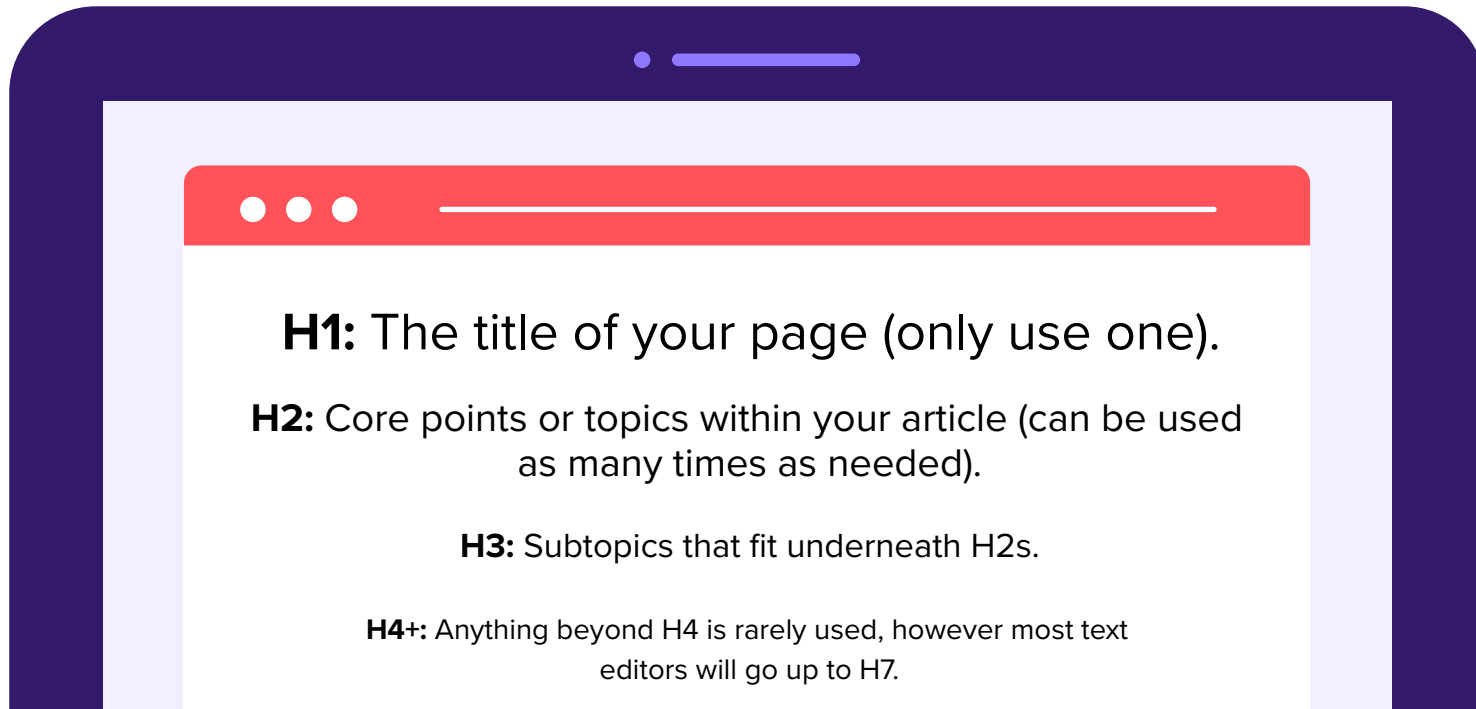 H1: The title of your page (only use one).
H2: Core points or topics within your article (can be used
as many times as needed).
H3: Subtopics that fit underneath H2s.
H4+: Anything beyond H4 is rarely used, however most text
editors will go up to H7.